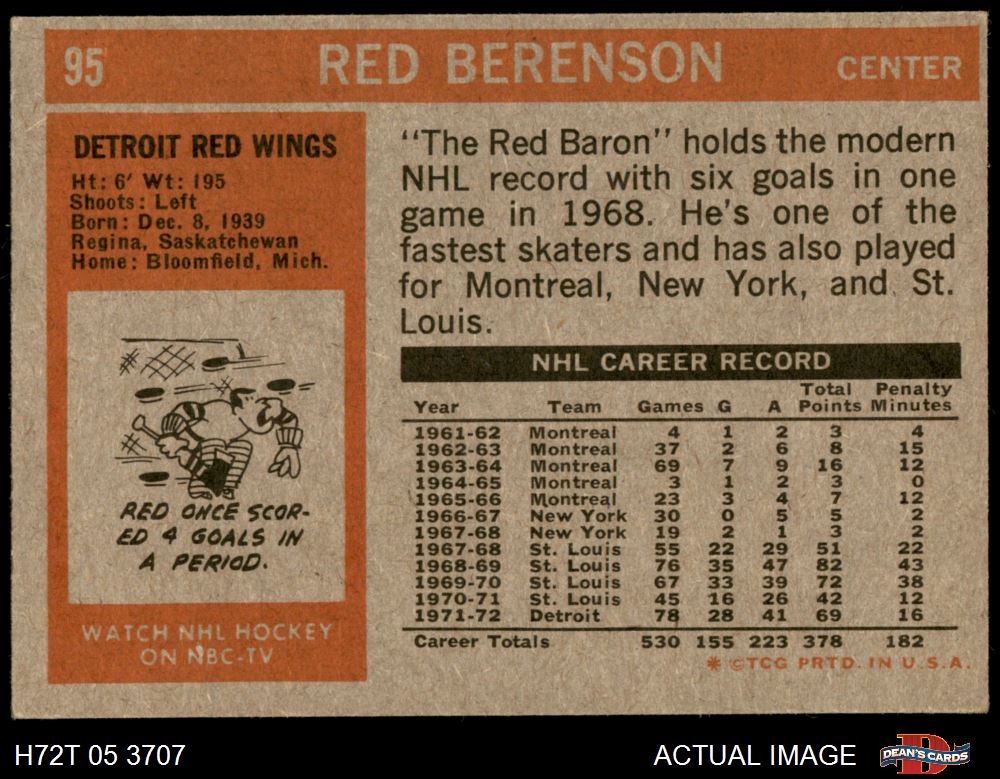 95 RED BERENSON CENTER
DETROIT RED WINGS
Ht: 6' Wt: 195
Shoots: Left
Born: Dec. 8, 1939
Regina, Saskatchewan
Home: Bloomfield, Mich.
RED ONCE SCOR-
ED 4 GOALS IN
A PERIOD.
WATCH NHL HOCKEY
ON NBC-TV
"The Red Baron" holds the modern
NHL record with six goals in one
game in 1968. He's one of the
fastest skaters and has also played
for Montreal, New York, and St.
Louis.
NHL CAREER RECORD
Year Team Games G A Total Points Penalty Minutes
1961-62 Montreal 4 1 2 3 4
1962-63 Montreal 37 2 6 8 15
1963-64 Montreal 69 7 9 16 12
1964-65 Montreal 3 1 2 3 0
1965-66 Montreal 23 3 4 7 12
1966-67 New York 30 0 5 5 2
1967-68 New York 19 2 1 3 2
1967-68 St. Louis 55 22 29 51 22
1968-69 St. Louis 76 35 47 82 43
1969-70 St. Louis 67 33 39 72 38
1970-71 St. Louis 45 16 26 42 12
1971-72 Detroit 78 28 41 69 16
Career Totals 530 155 223 378 182
* ©TCG PRTD. IN U.S.A.
H72T 05 3707 ACTUAL IMAGE DEAN'S CARDS